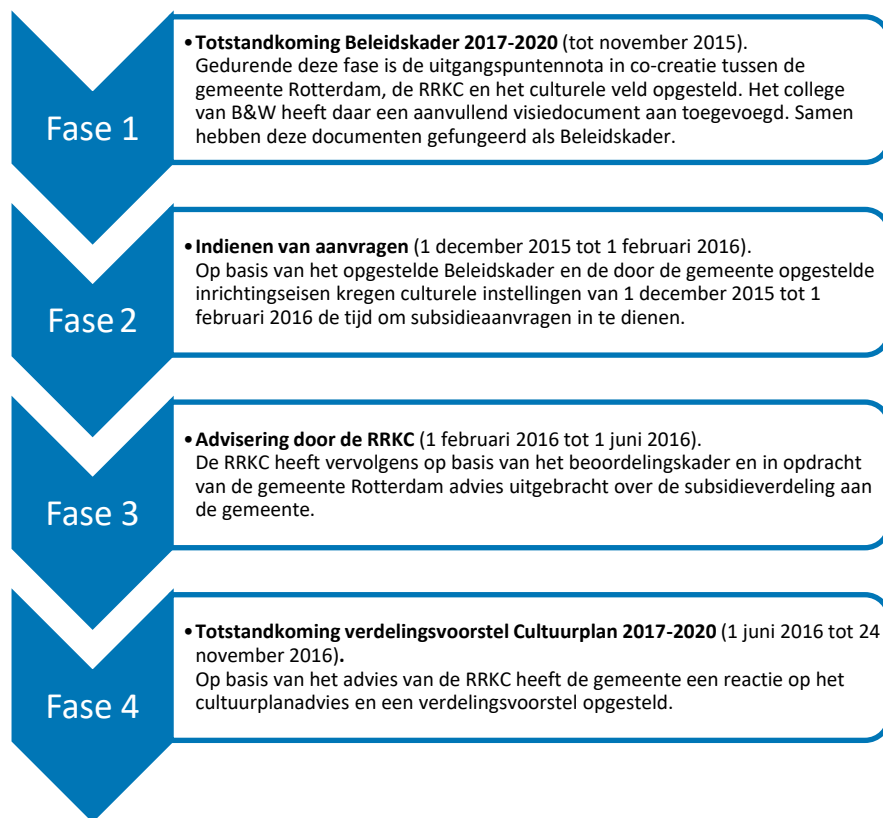 Fase 1
•Totstandkoming Beleidskader 2017-2020 (tot november 2015).
Gedurende deze fase is de uitgangspuntennota in co-creatie tussen de
gemeente Rotterdam, de RRKC en het culturele veld opgesteld. Het college
van B&W heeft daar een aanvullend visiedocument aan toegevoegd. Samen
hebben deze documenten gefungeerd als Beleidskader.
Fase 2
•Indienen van aanvragen (1 december 2015 tot 1 februari 2016).
Op basis van het opgestelde Beleidskader en de door de gemeente opgestelde
inrichtingseisen kregen culturele instellingen van 1 december 2015 tot 1
februari 2016 de tijd om subsidieaanvragen in te dienen.
Fase 3
•Advisering door de RRKC (1 februari 2016 tot 1 juni 2016).
De RRKC heeft vervolgens op basis van het beoordelingskader en in opdracht
van de gemeente Rotterdam advies uitgebracht over de subsidieverdeling aan
de gemeente.
Fase 4
•Totstandkoming verdelingsvoorstel Cultuurplan 2017-2020 (1 juni 2016 tot 24
november 2016).
Op basis van het advies van de RRKC heeft de gemeente een reactie op het
cultuurplanadvies en een verdelingsvoorstel opgesteld.